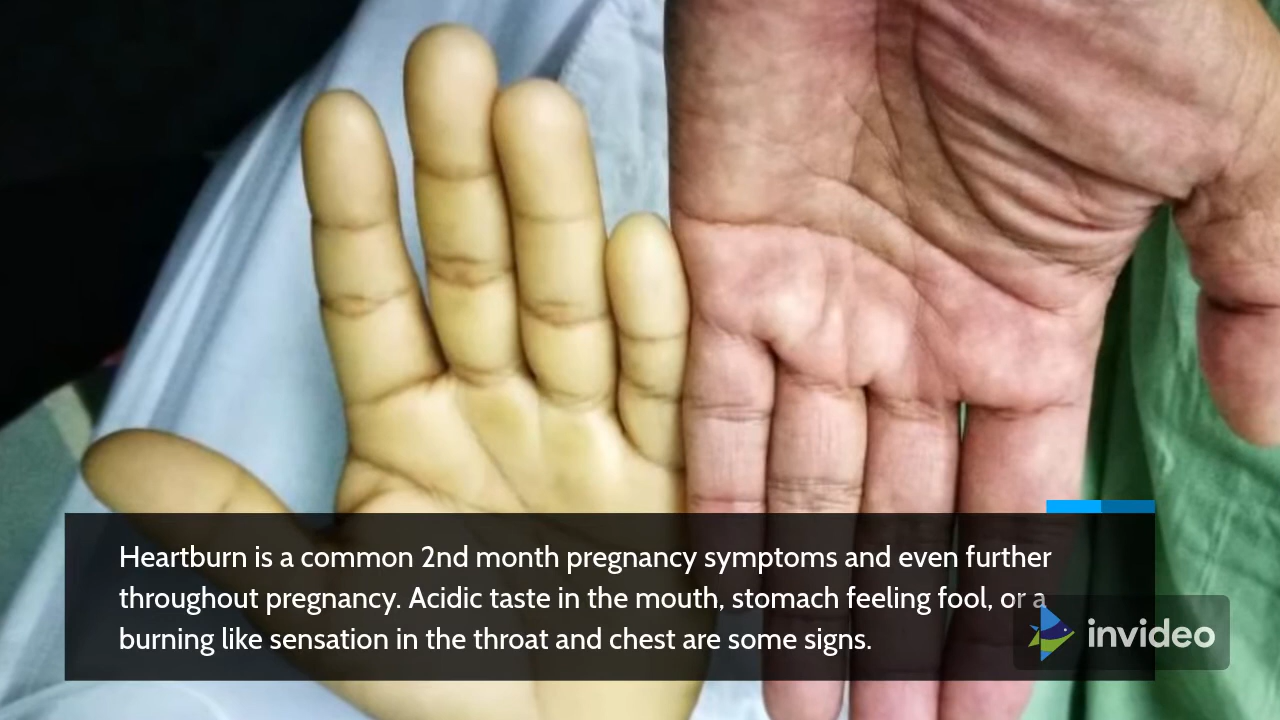 Heartburn is a common 2nd month pregnancy symptoms and even further
throughout pregnancy. Acidic taste in the mouth, stomach feeling fool, or a
burning like sensation in the throat and chest are some signs.
invideo